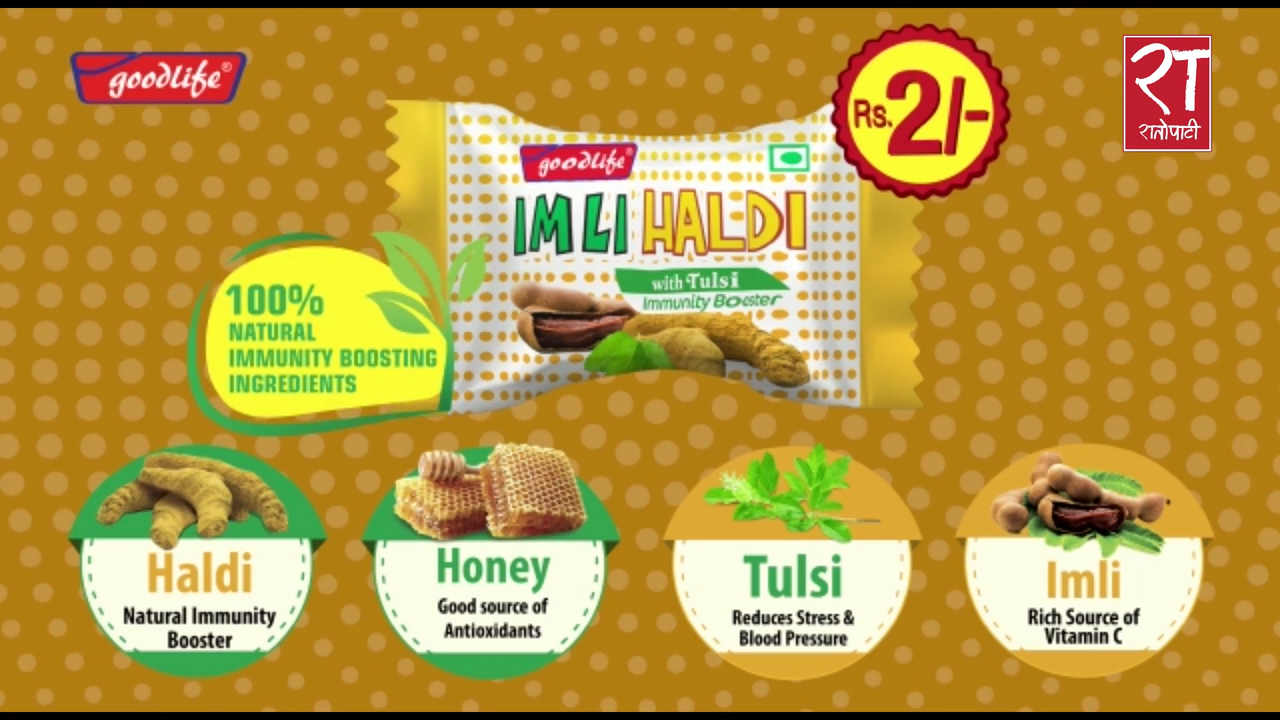 goodlife®
Rs. 2/-
रा
रातोपाटी
goodlife®
IMLI HALDI
with Tulsi
Immunity Booster
100%
NATURAL
IMMUNITY BOOSTING
INGREDIENTS
Haldi
Natural Immunity
Booster
Honey
Good source of
Antioxidants
Tulsi
Reduces Stress &
Blood Pressure
Imli
Rich Source of
Vitamin C